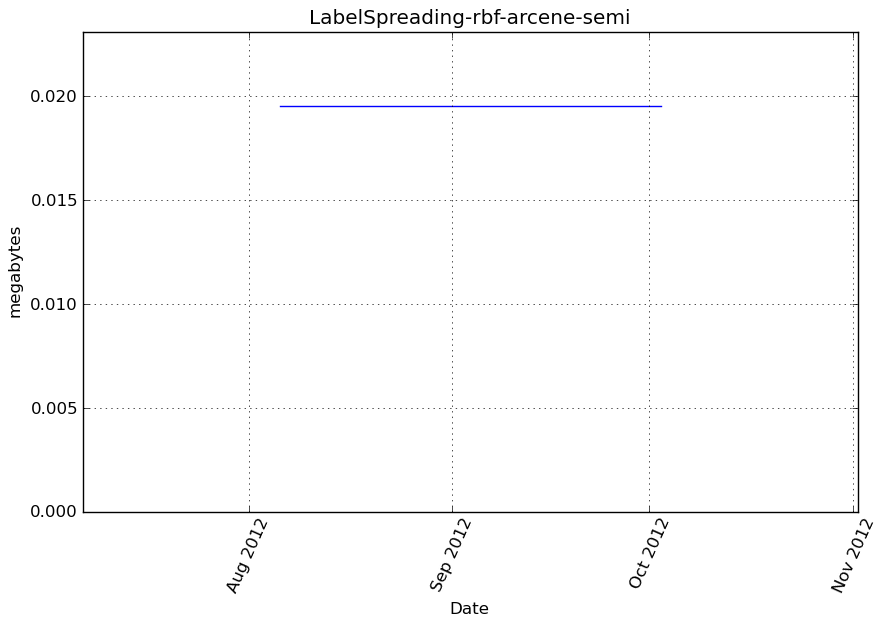 LabelSpreading-rbf-arcene-semi
0.020
0.015
0.010
0.005
0.000
megabytes
Aug 2012
Sep 2012
Oct 2012
Nov 2012
Date